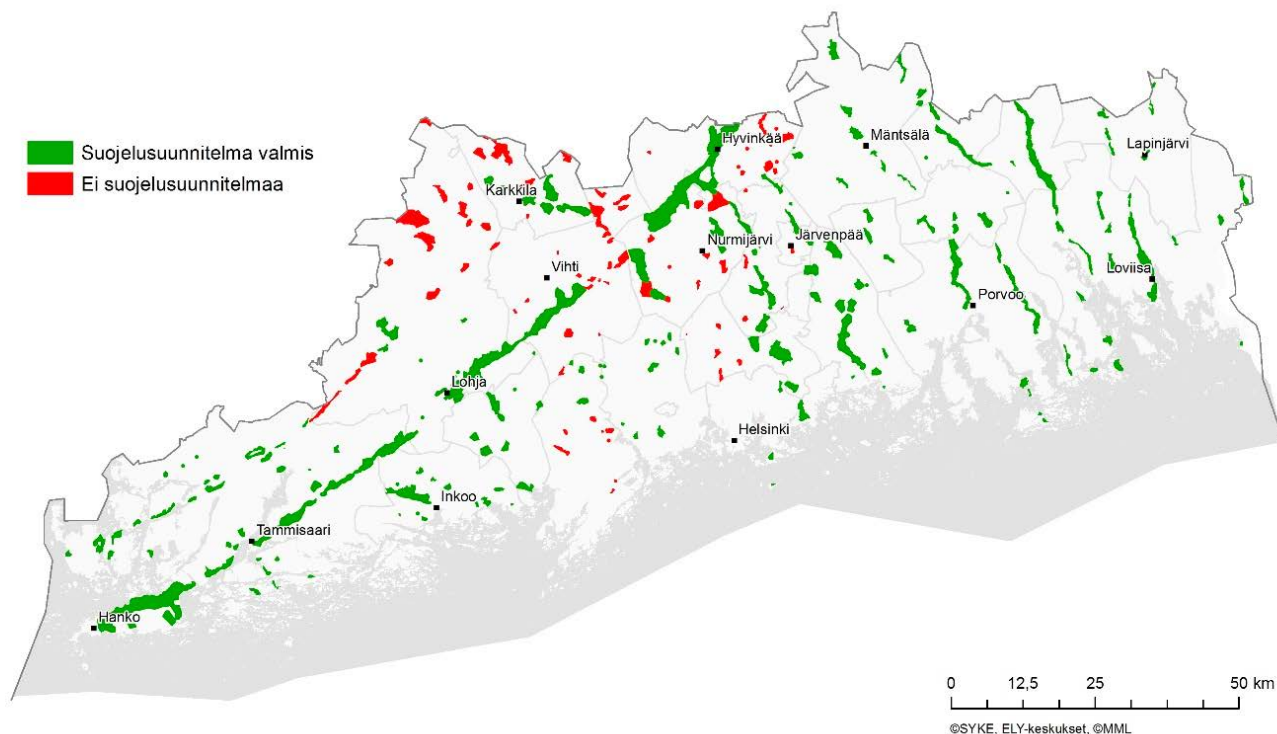 Suojelusuunnitelma valmis
Ei suojelusuunnitelmaa
Hyvinkää
Mäntsälä
Lapinjärvi
Karkkila
Nurmijärvi
Järvenpää
Vihti
Loviisa
Porvoo
Lohja
Helsinki
Inkoo
Tammisaari
Hanko
0 12,5 25 50 km
©SYKE, ELY-keskukset, ©MML